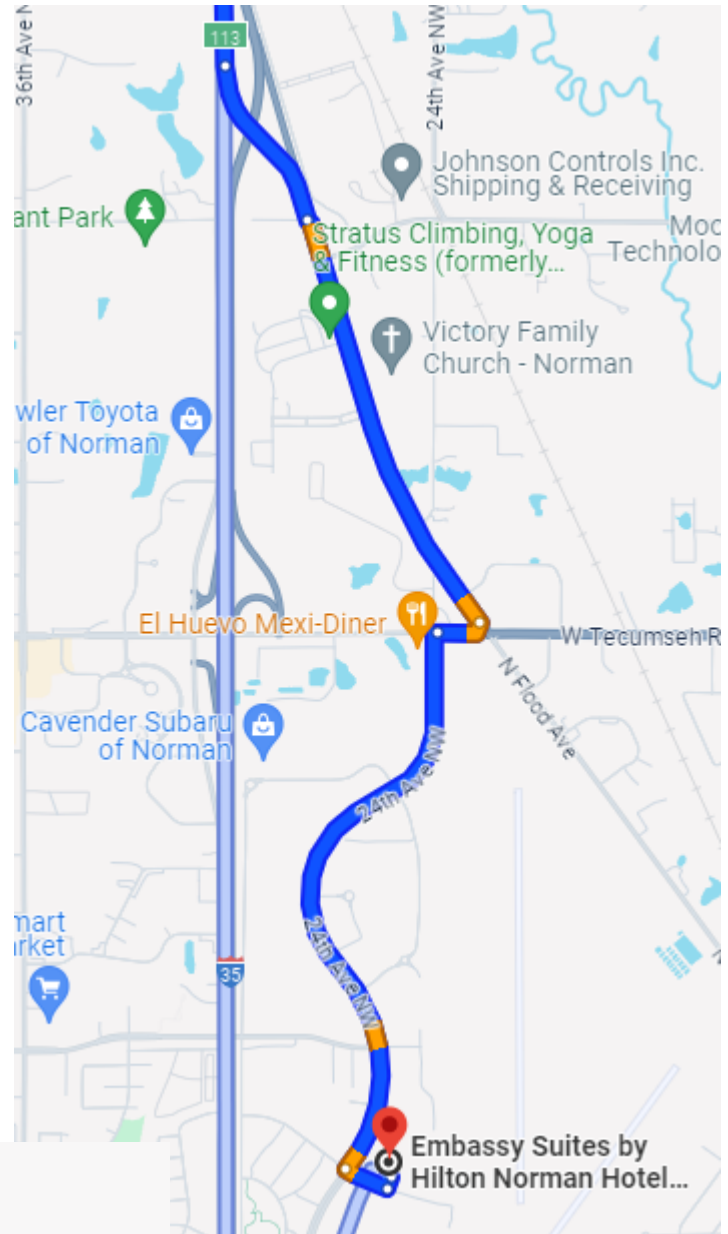 36th Ave N
113
24th Ave NW
Johnson Controls Inc.
Shipping & Receiving
ant Park
Stratus Climbing, Yoga
& Fitness (formerly...
Moo
Technolo
Victory Family
Church - Norman
wler Toyota
of Norman
El Huevo Mexi-Diner
W Tecumseh R
N Flood Ave
Cavender Subaru
of Norman
24th Ave NW
24th Ave NW
mart
arket
35
N
Embassy Suites by
Hilton Norman Hotel...